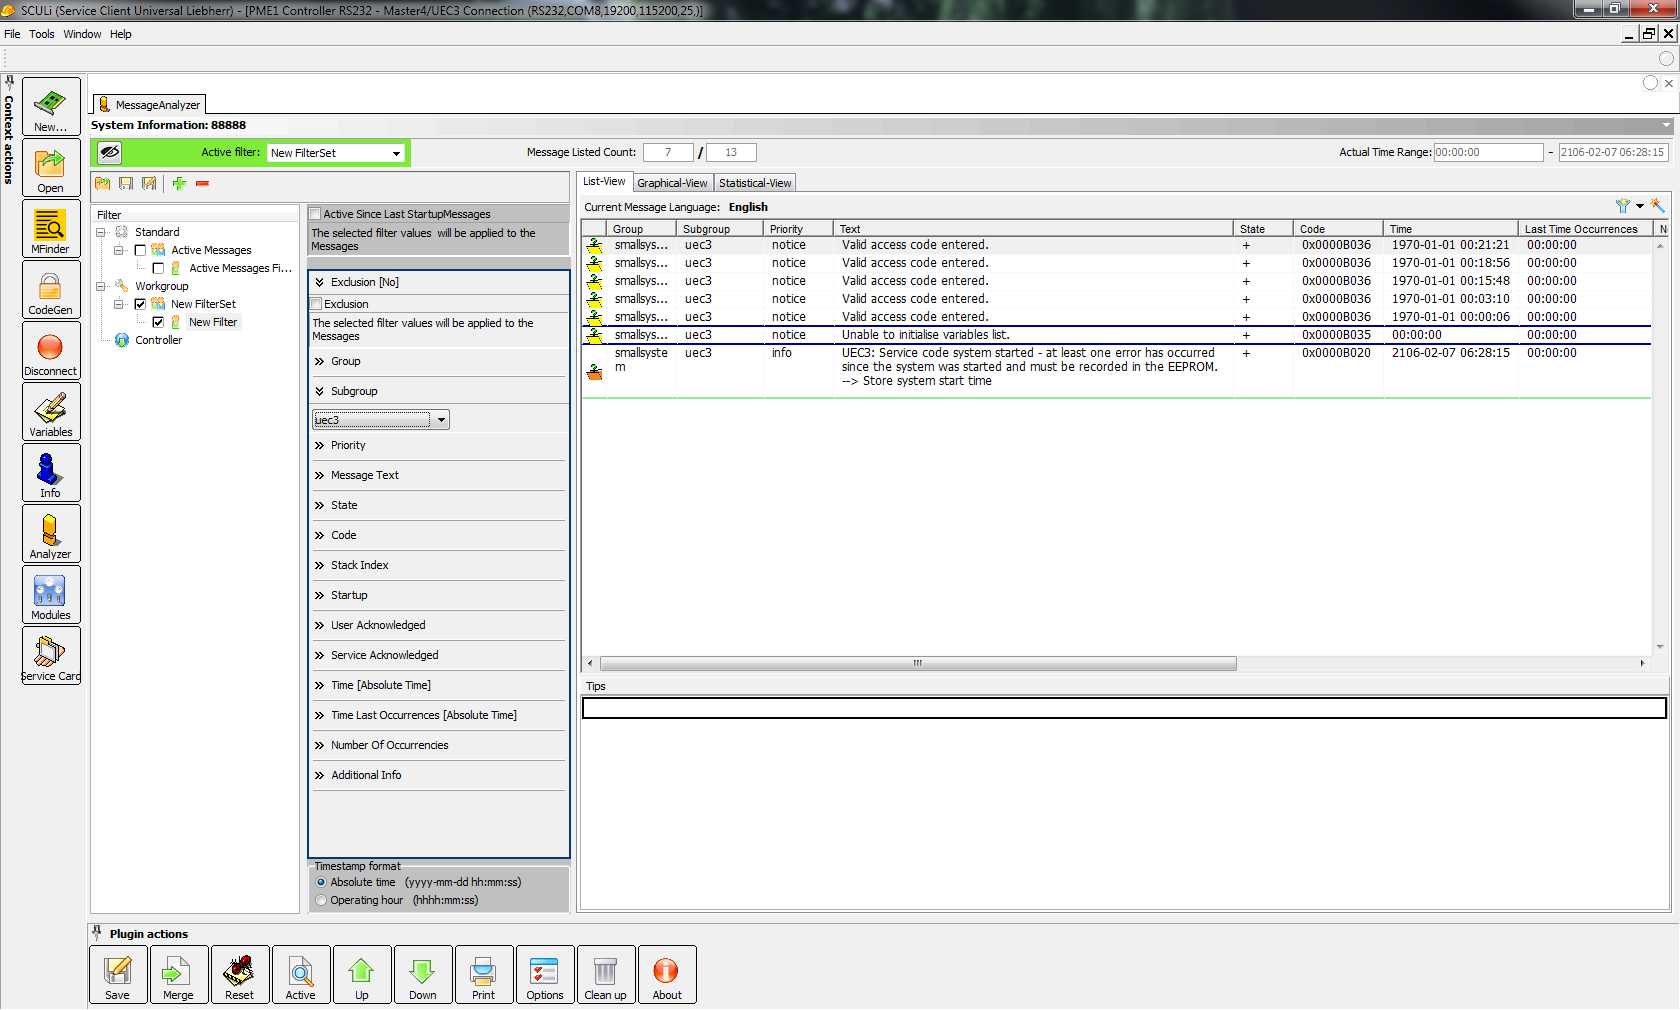 SCULi (Service Client Universal Liebherr) - [PME1 Controller RS232 - Master4/UEC3 Connection (RS232,COM8,19200,115200,25,)]
File Tools Window Help
Context actions
New...
Open
MFinder
CodeGen
Disconnect
Variables
Info
Analyzer
Modules
Service Card
MessageAnalyzer
System Information: 88888
Active filter: New FilterSet
Message Listed Count: 7 / 13
Actual Time Range: 00:00:00 - 2106-02-07 06:28:15
Filter
Standard
Active Messages
Active Messages Fi...
Workgroup
New FilterSet
New Filter
Controller
Active Since Last StartupMessages
The selected filter values will be applied to the
Messages
Exclusion [No]
Exclusion
The selected filter values will be applied to the
Messages
Group
Subgroup
uec3
Priority
Message Text
State
Code
Stack Index
Startup
User Acknowledged
Service Acknowledged
Time [Absolute Time]
Time Last Occurrences [Absolute Time]
Number Of Occurrencies
Additional Info
Timestamp format
Absolute time (yyyy-mm-dd hh:mm:ss)
Operating hour (hhhh:mm:ss)
List-View Graphical-View Statistical-View
Current Message Language: English
Group Subgroup Priority Text State Code Time Last Time Occurrences N
smallsys... uec3 notice Valid access code entered. + 0x0000B036 1970-01-01 00:21:21 00:00:00
smallsys... uec3 notice Valid access code entered. + 0x0000B036 1970-01-01 00:18:56 00:00:00
smallsys... uec3 notice Valid access code entered. + 0x0000B036 1970-01-01 00:15:48 00:00:00
smallsys... uec3 notice Valid access code entered. + 0x0000B036 1970-01-01 00:03:10 00:00:00
smallsys... uec3 notice Valid access code entered. + 0x0000B036 1970-01-01 00:00:06 00:00:00
smallsys... uec3 notice Unable to initialise variables list. + 0x0000B035 00:00:00 00:00:00
smallsyste uec3 info UEC3: Service code system started - at least one error has occurred + 0x0000B020 2106-02-07 06:28:15 00:00:00
m since the system was started and must be recorded in the EEPROM.
--> Store system start time
Tips
Plugin actions
Save Merge Reset Active Up Down Print Options Clean up About